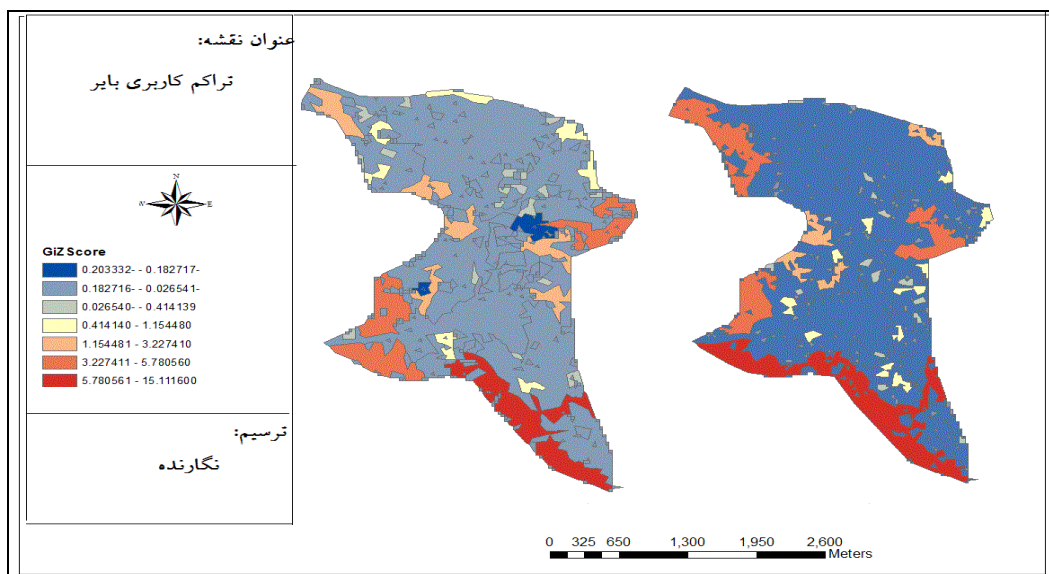 عنوان نقشه:
تراکم کاربری بایر
N
W
E
S
GiZScore
0.203332- - 0.182717-
0.182716- - 0.026541-
0.026540- - 0.414139
0.414140 - 1.154480
1.154481 - 3.227410
3.227411 - 5.780560
5.780561 - 15.111600
ترسیم:
نگارنده
0 325 650 1,300 1,950 2,600
Meters